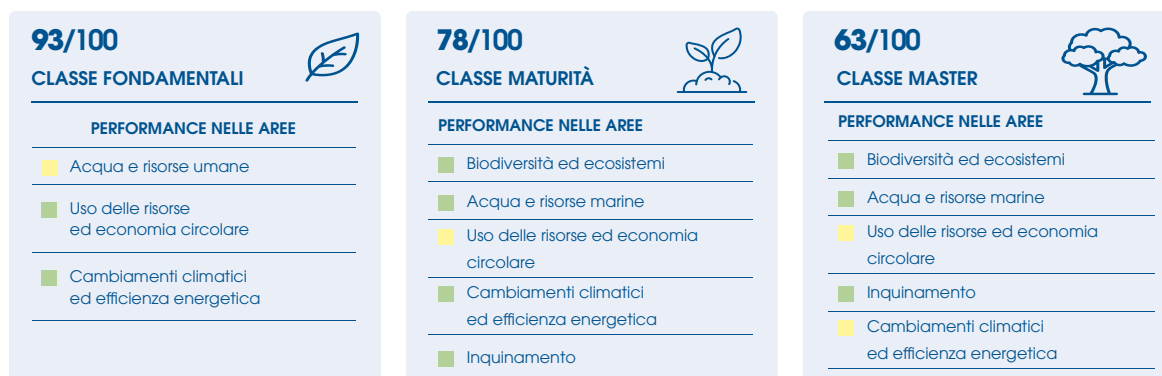 93/100
CLASSE FONDAMENTALI
PERFORMANCE NELLE AREE
Acqua e risorse umane
Uso delle risorse
ed economia circolare
Cambiamenti climatici
ed efficienza energetica
78/100
CLASSE MATURITÀ
PERFORMANCE NELLE AREE
Biodiversità ed ecosistemi
Acqua e risorse marine
Uso delle risorse ed economia
circolare
Cambiamenti climatici
ed efficienza energetica
Inquinamento
63/100
CLASSE MASTER
PERFORMANCE NELLE AREE
Biodiversità ed ecosistemi
Acqua e risorse marine
Uso delle risorse ed economia
circolare
Inquinamento
Cambiamenti climatici
ed efficienza energetica